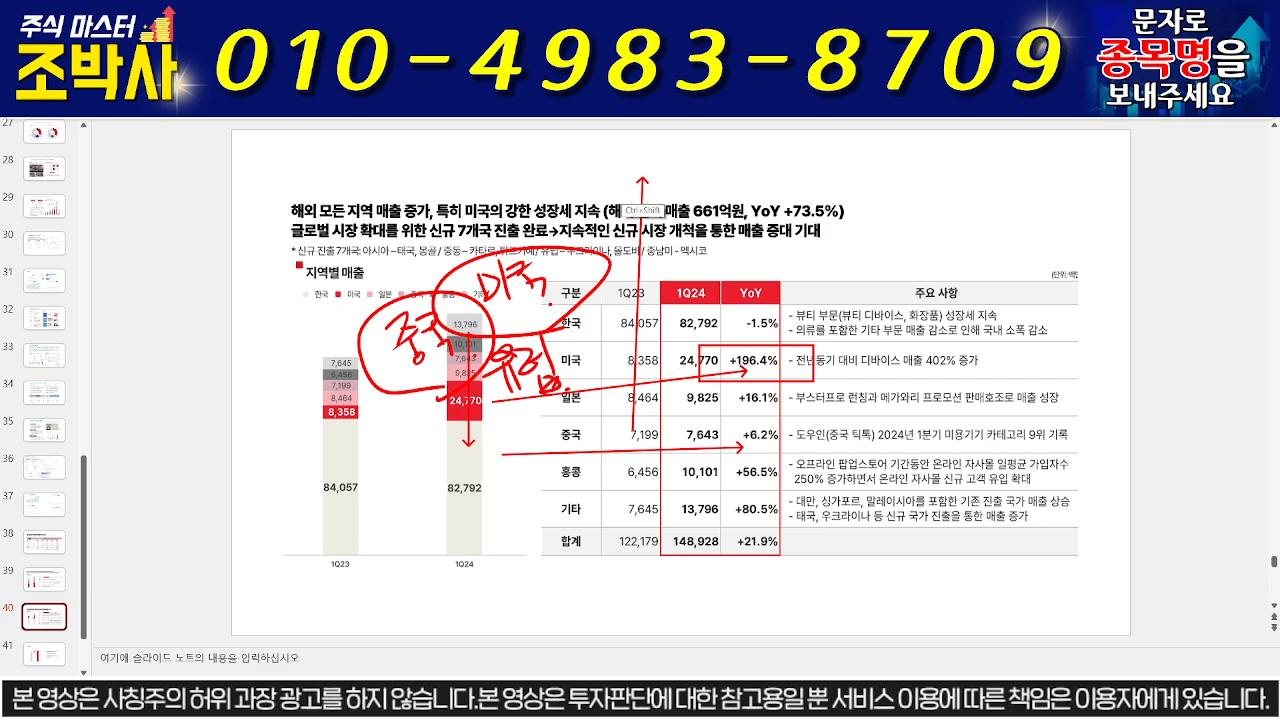 주식 마스터
조박사
010-4983-8709
문자로
종목명을
보내주세요
27
28
29
30
31
32
33
34
35
36
37
38
39
40
41
해외 모든 지역 매출 증가, 특히 미국의 강한 성장세 지속 (해 Ctrl+Shift 매출 661억원, YoY +73.5%)
글로벌 시장 확대를 위한 신규 7개국 진출 완료→지속적인 신규 시장 개척을 통한 매출 증대 기대
* 신규 진출 7개국: 아시아 – 태국, 몽골 / 중동 – 카타르, / 유럽 – 우크라이나, 몰도바 / 중남미 - 멕시코
지역별 매출
한국 미국 일본
미국
중국
유럽
(단위:백만
구분 1Q23 1Q24 YoY 주요 사항
한국 84,057 82,792 -1.5% - 뷰티 부문(뷰티 디바이스, 화장품) 성장세 지속
- 의류를 포함한 기타 부문 매출 감소로 인해 국내 소폭 감소
미국 8,358 24,770 +196.4% - 전년동기 대비 디바이스 매출 402% 증가
일본 8,464 9,825 +16.1% - 부스터프로 런칭과 메가와리 프로모션 판매호조로 매출 성장
중국 7,199 7,643 +6.2% - 도우인(중국 틱톡) 2024년 1분기 미용기기 카테고리 9위 기록
홍콩 6,456 10,101 +56.5% - 오프라인 팝업스토어 기간동안 온라인 자사몰 일평균 가입자수
250% 증가하면서 온라인 자사몰 신규 고객 유입 확대
기타 7,645 13,796 +80.5% - 대만, 싱가포르, 말레이시아를 포함한 기존 진출 국가 매출 상승
- 태국, 우크라이나 등 신규 국가 진출을 통한 매출 증가
합계 122,179 148,928 +21.9%
7,645
6,456
7,199
8,464
8,358
84,057
1Q23
13,796
10,101
7,643
9,825
24,770
82,792
1Q24
여기에 슬라이드 노트의 내용을 입력하십시오
본 영상은 사칭주의 허위 과장 광고를 하지 않습니다.본 영상은 투자판단에 대한 참고용일 뿐 서비스 이용에 따른 책임은 이용자에게 있습니다.